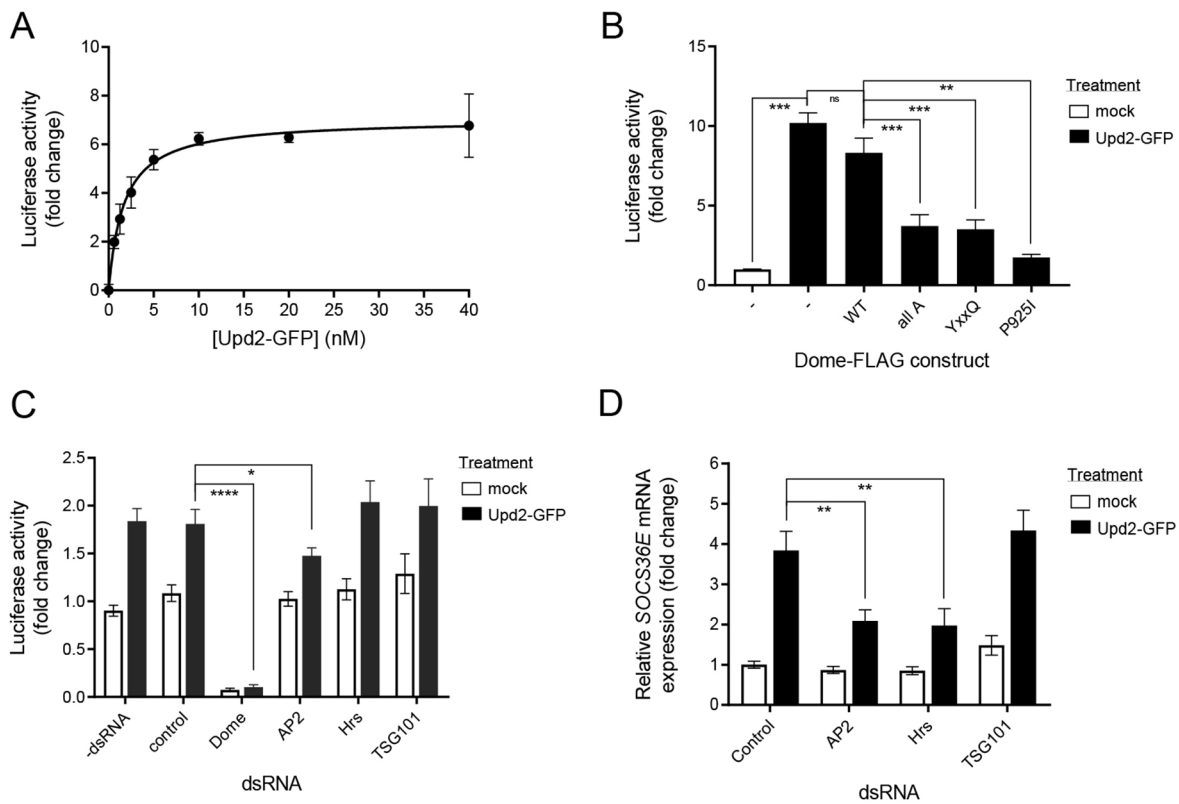 A
Luciferase activity
(fold change)
10
8
6
4
2
0
0 5 10 15 20 25 30 35 40
[Upd2-GFP] (nM)
B
Luciferase activity
(fold change)
15
10
5
0
*** ns *** *** **
- - WT all A YxxQ P925I
Dome-FLAG construct
Treatment
mock
Upd2-GFP
C
Luciferase activity
(fold change)
2.5
2.0
1.5
1.0
0.5
0.0
*
****
-dsRNA control Dome AP2 Hrs TSG101
dsRNA
Treatment
mock
Upd2-GFP
D
Relative SOCS36E mRNA
expression (fold change)
6
5
4
3
2
1
0
**
**
Control AP2 Hrs TSG101
dsRNA
Treatment
mock
Upd2-GFP